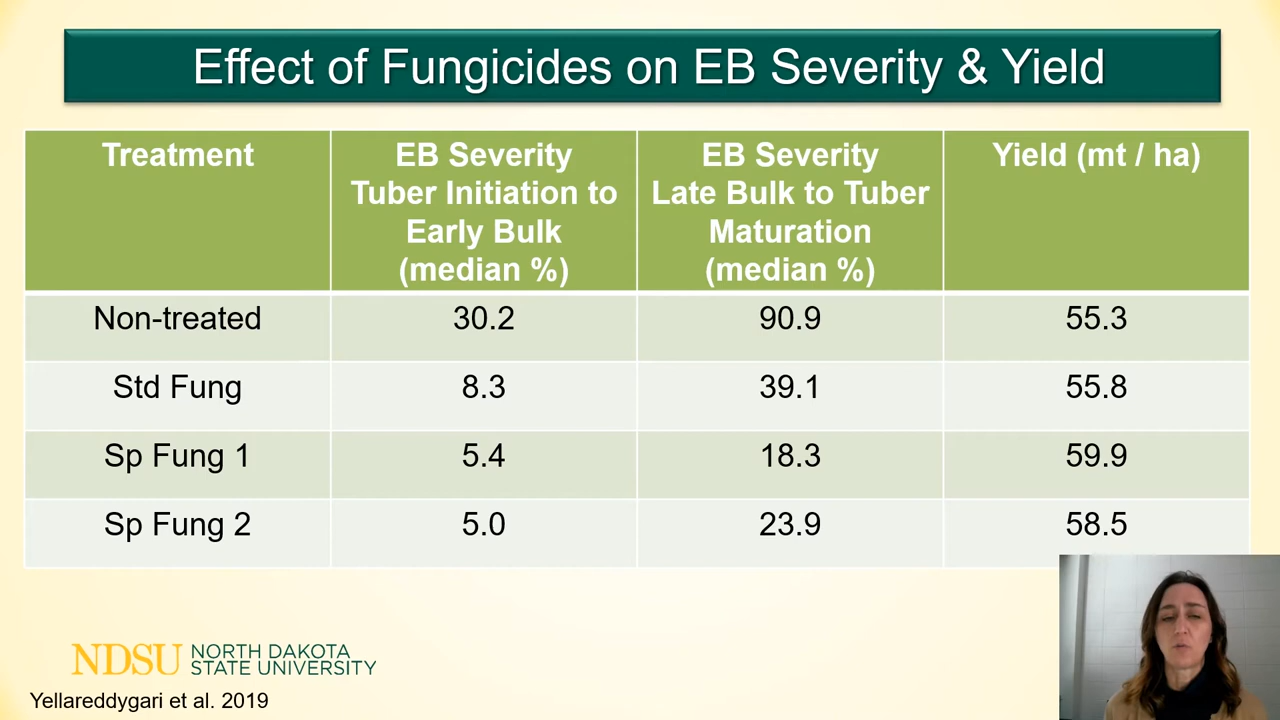 Effect of Fungicides on EB Severity & Yield
Treatment
EB Severity
Tuber Initiation to
Early Bulk
(median %)
EB Severity
Late Bulk to Tuber
Maturation
(median %)
Yield (mt / ha)
Non-treated 30.2 90.9 55.3
Std Fung 8.3 39.1 55.8
Sp Fung 1 5.4 18.3 59.9
Sp Fung 2 5.0 23.9 58.5
NDSU
NORTH DAKOTA
STATE UNIVERSITY
Yellareddygari et al. 2019